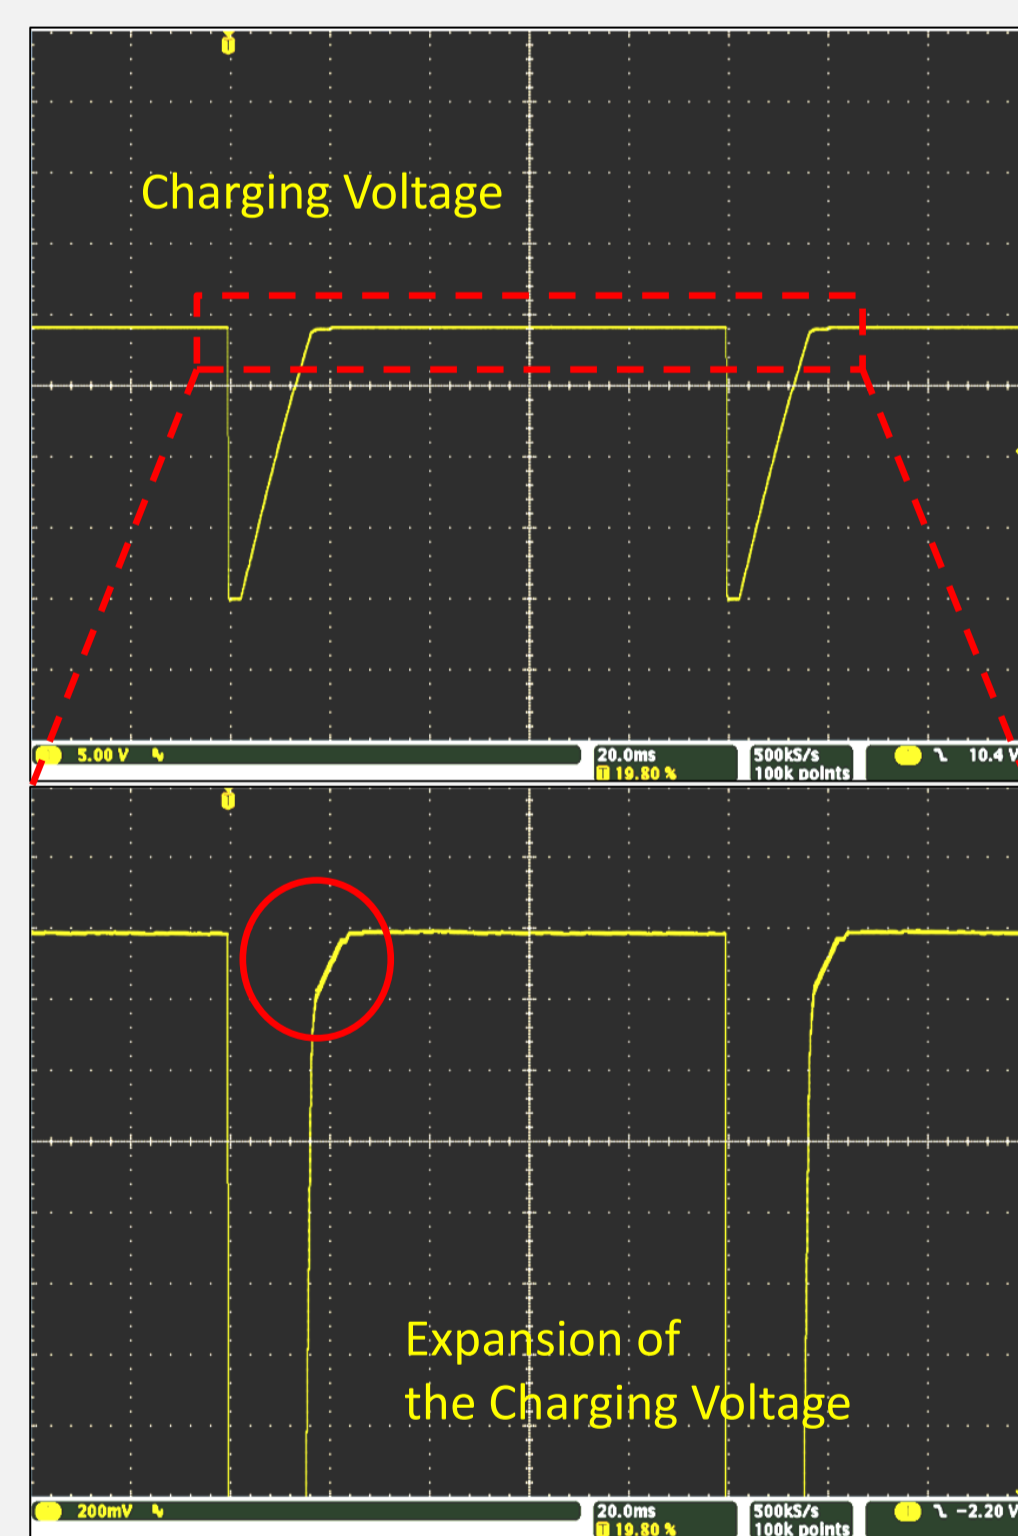 T
Charging Voltage
5.00 V
20.0ms
T 19.80 %
500kS/s
100k points
10.4 V
T
Expansion of
the Charging Voltage
200mV
20.0ms
T 19.80 %
500kS/s
100k points
-2.20 V